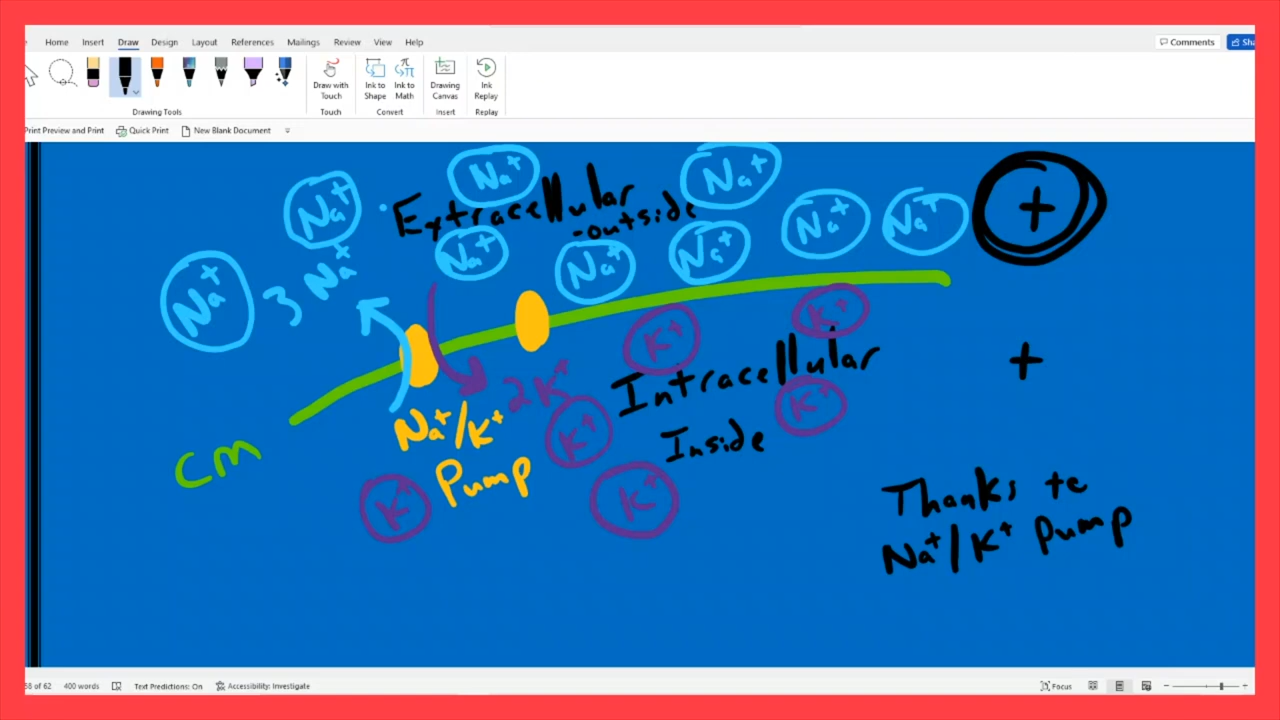 Home Insert Draw Design Layout References Mailings Review View Help
Comments
Draw with Touch
Ink to Shape
Ink to Math
Drawing Canvas
Ink Replay
Drawing Tools
Touch
Convert
Insert
Replay
Print Preview and Print
Quick Print
New Blank Document
Na+
Na+
Na+
Extracellular
-outside
+
Na+
Na+
Na+
Na+
Na+
Na+
3 Na+
K+
K+
2K+
Intracellular
+
K+
K+
Inside
Na+/K+
Pump
CM
K+
K+
Thanks to
Na+/K+ Pump
58 of 62
400 words
Text Predictions: On
Accessibility: Investigate
Focus